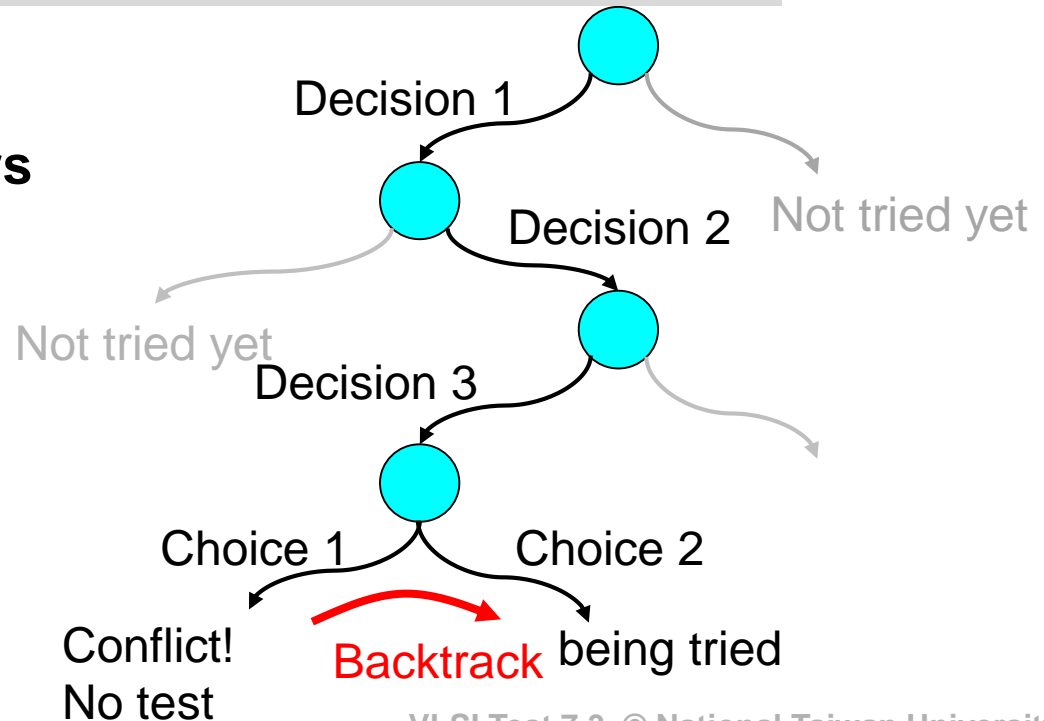 Decision 1
Decision 2
Not tried yet
Not tried yet
Decision 3
Choice 1
Choice 2
Conflict!
No test
Backtrack
being tried